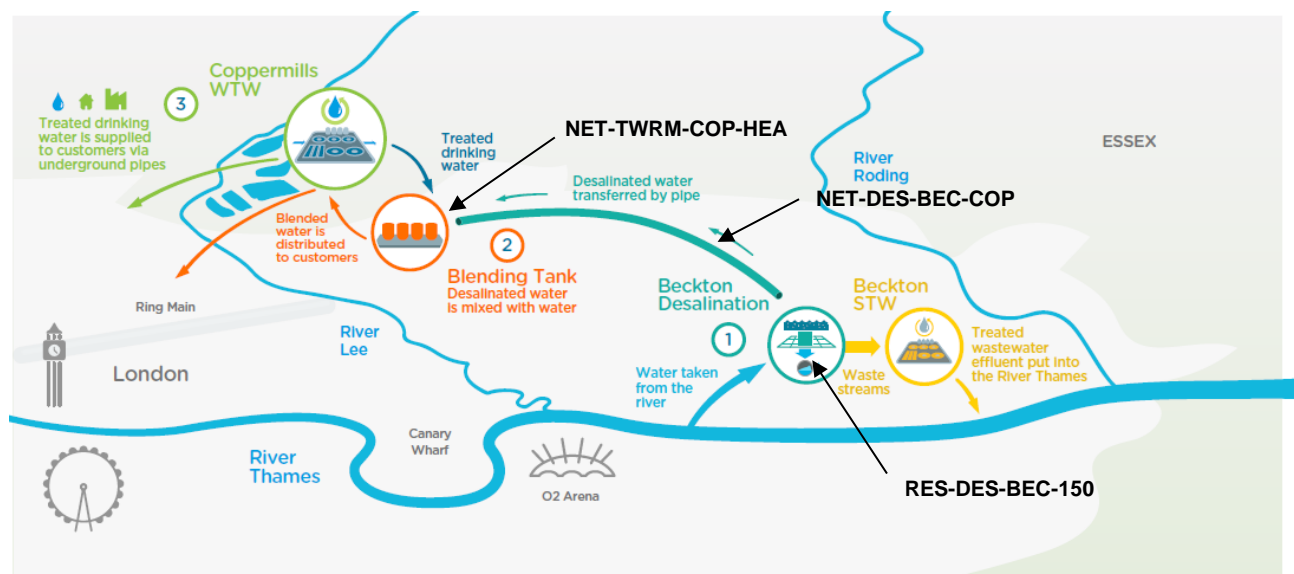 Coppermills
WTW
3
Treated drinking
water is supplied
to customers via
underground pipes
Treated
drinking
water
NET-TWRM-COP-HEA
ESSEX
River
Roding
Desalinated water
transferred by pipe
NET-DES-BEC-COP
Blended
water is
distributed
to customers
2
Blending Tank
Desalinated water
is mixed with water
Beckton
Desalination
1
Beckton
STW
Ring Main
River
Lee
London
Water taken
from the
river
Waste
streams
Treated
wastewater
effluent put into
the River Thames
Canary
Wharf
River
Thames
O2 Arena
RES-DES-BEC-150